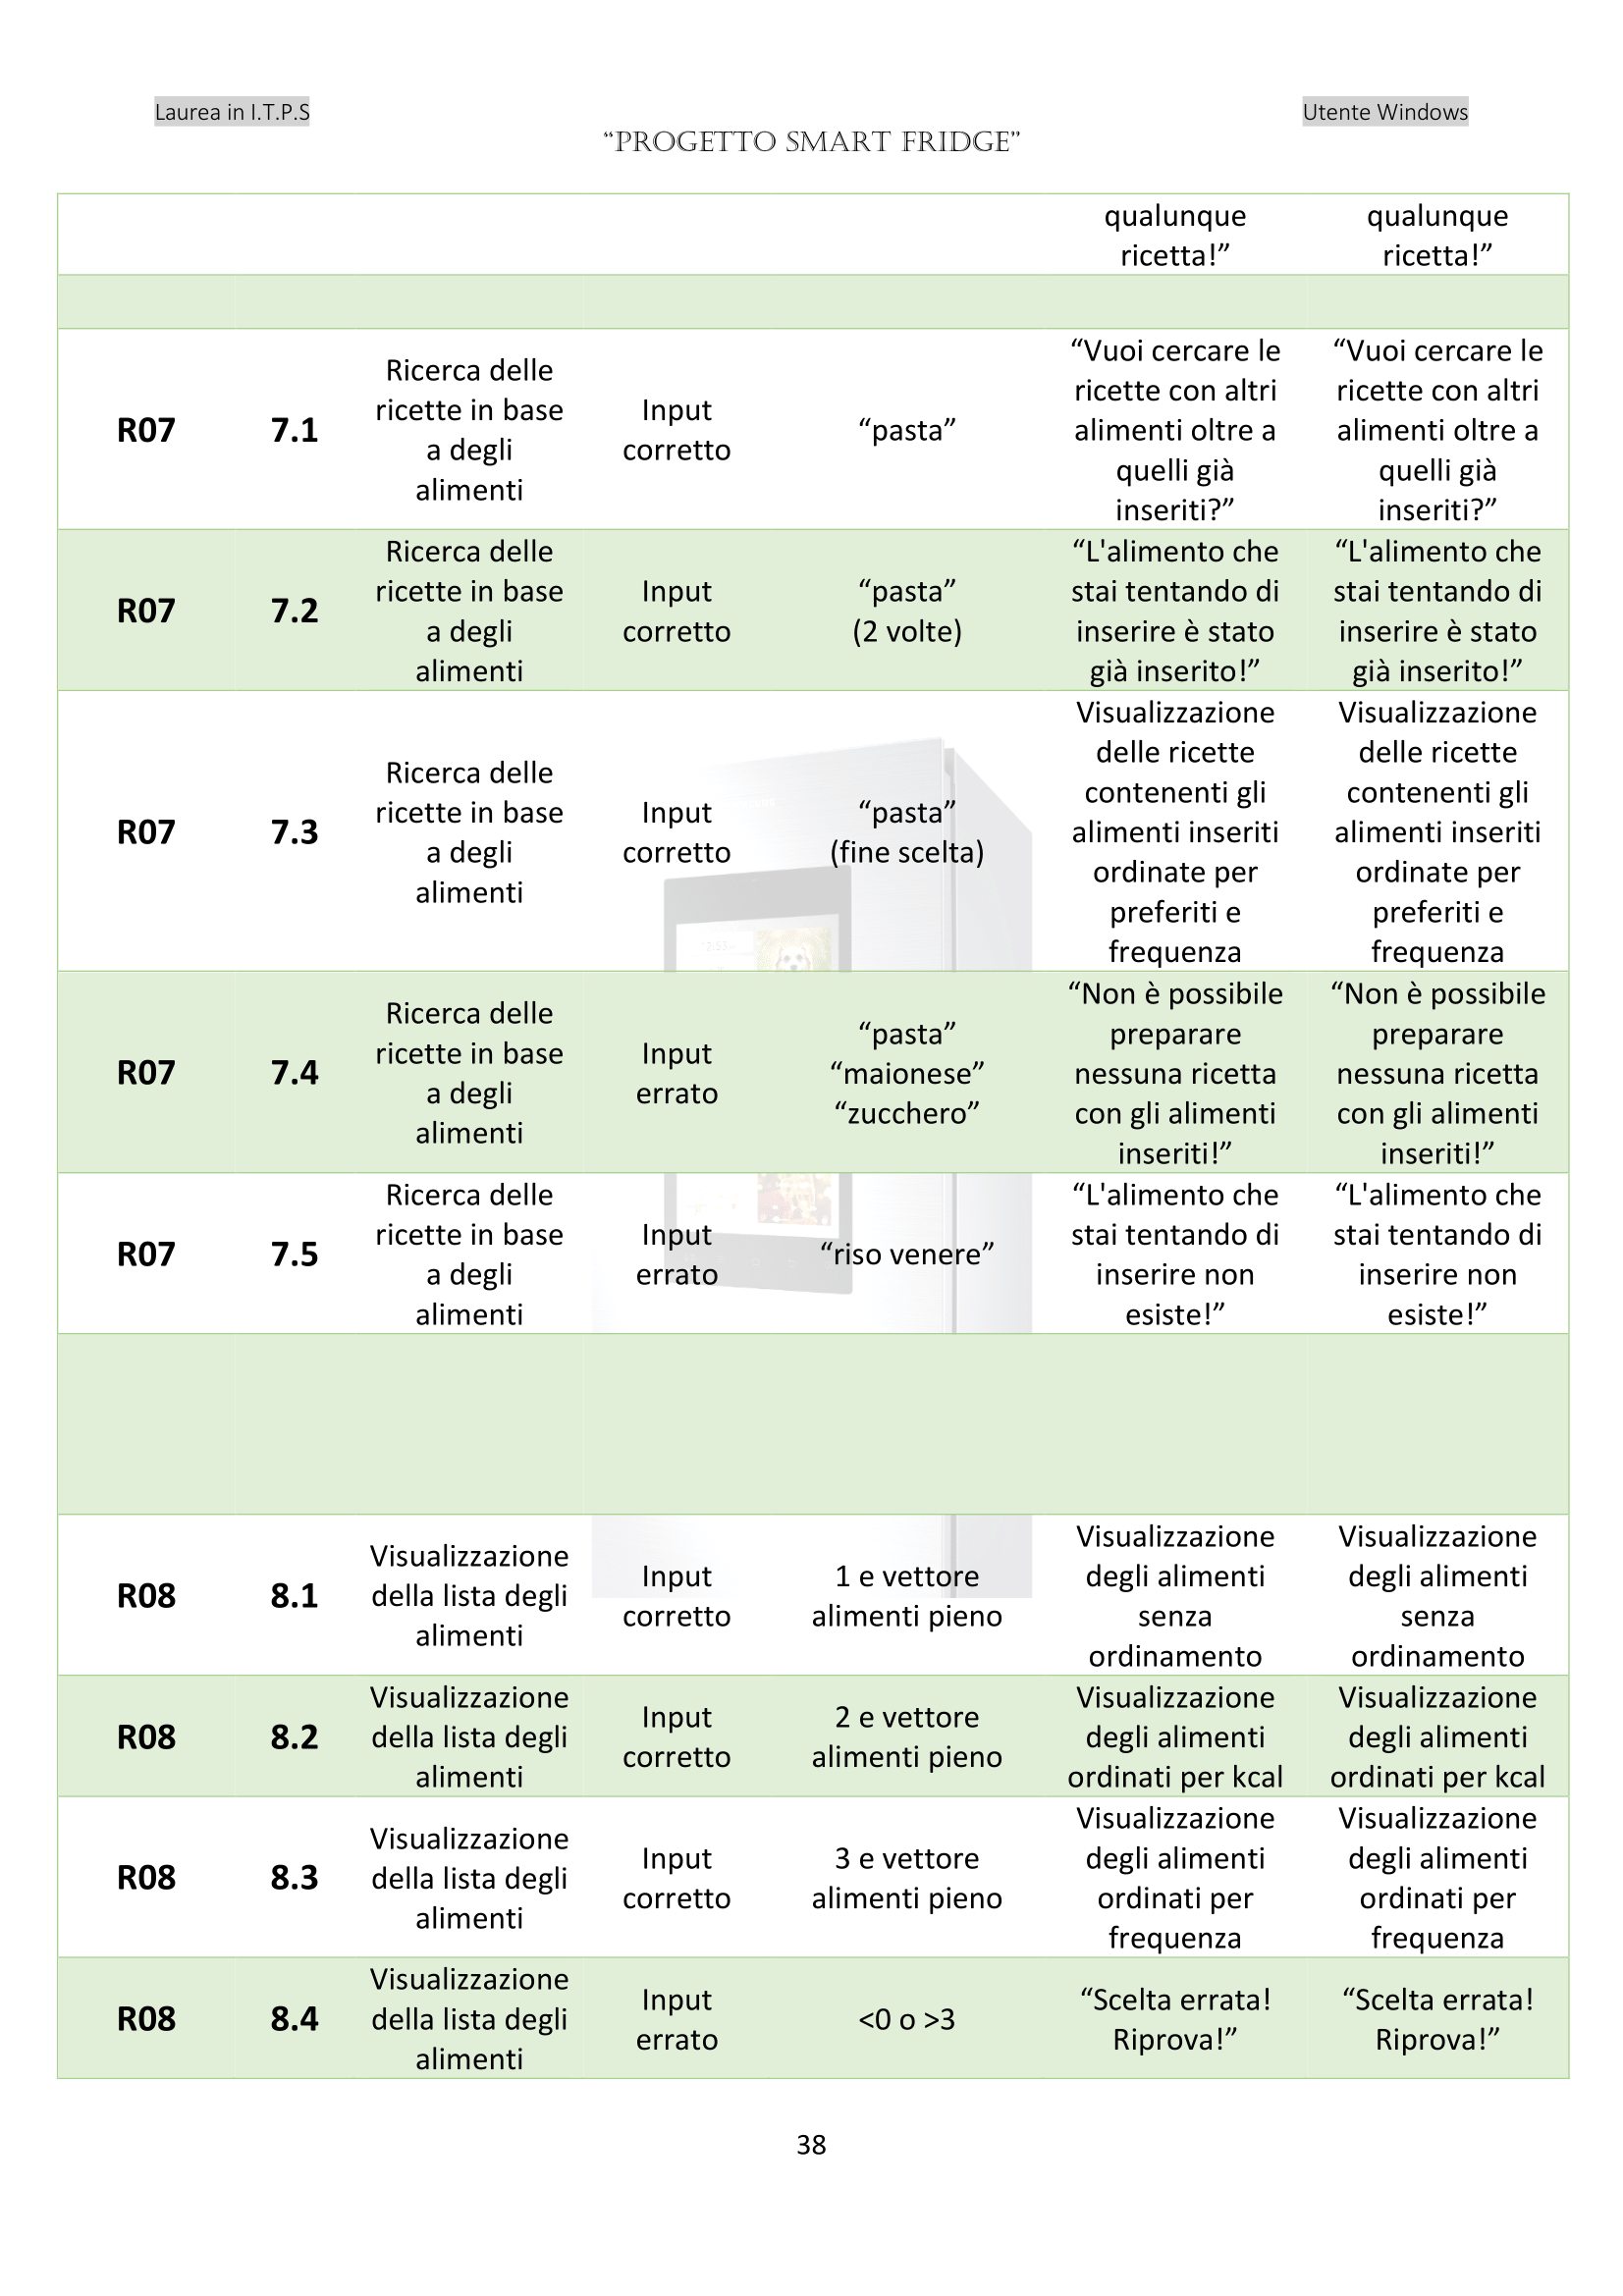 Laurea in I.T.P.S
Utente Windows
“PROGETTO SMART FRIDGE”
qualunque
ricetta!”
qualunque
ricetta!”
R07
7.1
Ricerca delle
ricette in base
a degli
alimenti
Input
corretto
“pasta”
“Vuoi cercare le
ricette con altri
alimenti oltre a
quelli già
inseriti?”
“Vuoi cercare le
ricette con altri
alimenti oltre a
quelli già
inseriti?”
R07
7.2
Ricerca delle
ricette in base
a degli
alimenti
Input
corretto
“pasta”
(2 volte)
“L'alimento che
stai tentando di
inserire è stato
già inserito!”
“L'alimento che
stai tentando di
inserire è stato
già inserito!”
R07
7.3
Ricerca delle
ricette in base
a degli
alimenti
Input
corretto
“pasta”
(fine scelta)
Visualizzazione
delle ricette
contenenti gli
alimenti inseriti
ordinate per
preferiti e
frequenza
Visualizzazione
delle ricette
contenenti gli
alimenti inseriti
ordinate per
preferiti e
frequenza
R07
7.4
Ricerca delle
ricette in base
a degli
alimenti
Input
errato
“pasta”
“maionese”
“zucchero”
“Non è possibile
preparare
nessuna ricetta
con gli alimenti
inseriti!”
“Non è possibile
preparare
nessuna ricetta
con gli alimenti
inseriti!”
R07
7.5
Ricerca delle
ricette in base
a degli
alimenti
Input
errato
“riso venere”
“L'alimento che
stai tentando di
inserire non
esiste!”
“L'alimento che
stai tentando di
inserire non
esiste!”
R08
8.1
Visualizzazione
della lista degli
alimenti
Input
corretto
1 e vettore
alimenti pieno
Visualizzazione
degli alimenti
senza
ordinamento
Visualizzazione
degli alimenti
senza
ordinamento
R08
8.2
Visualizzazione
della lista degli
alimenti
Input
corretto
2 e vettore
alimenti pieno
Visualizzazione
degli alimenti
ordinati per kcal
Visualizzazione
degli alimenti
ordinati per kcal
R08
8.3
Visualizzazione
della lista degli
alimenti
Input
corretto
3 e vettore
alimenti pieno
Visualizzazione
degli alimenti
ordinati per
frequenza
Visualizzazione
degli alimenti
ordinati per
frequenza
R08
8.4
Visualizzazione
della lista degli
alimenti
Input
errato
<0 o >3
“Scelta errata!
Riprova!”
“Scelta errata!
Riprova!”
38